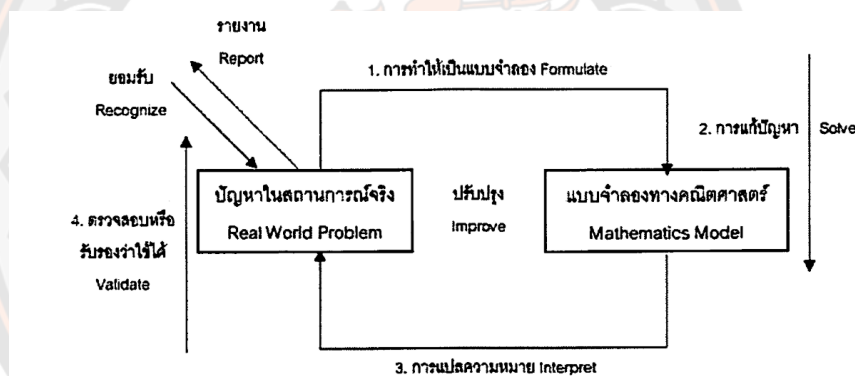 รายงาน
Report
ยอมรับ
Recognize
1. การทำให้เป็นแบบจำลอง Formulate
2. การแก้ปัญหา
Solve
ปัญหาในสถานการณ์จริง
Real World Problem
ปรับปรุง
Improve
แบบจำลองทางคณิตศาสตร์
Mathematics Model
4. ตรวจสอบหรือ
รับรองว่าใช้ได้
Validate
3. การแปลความหมาย Interpret